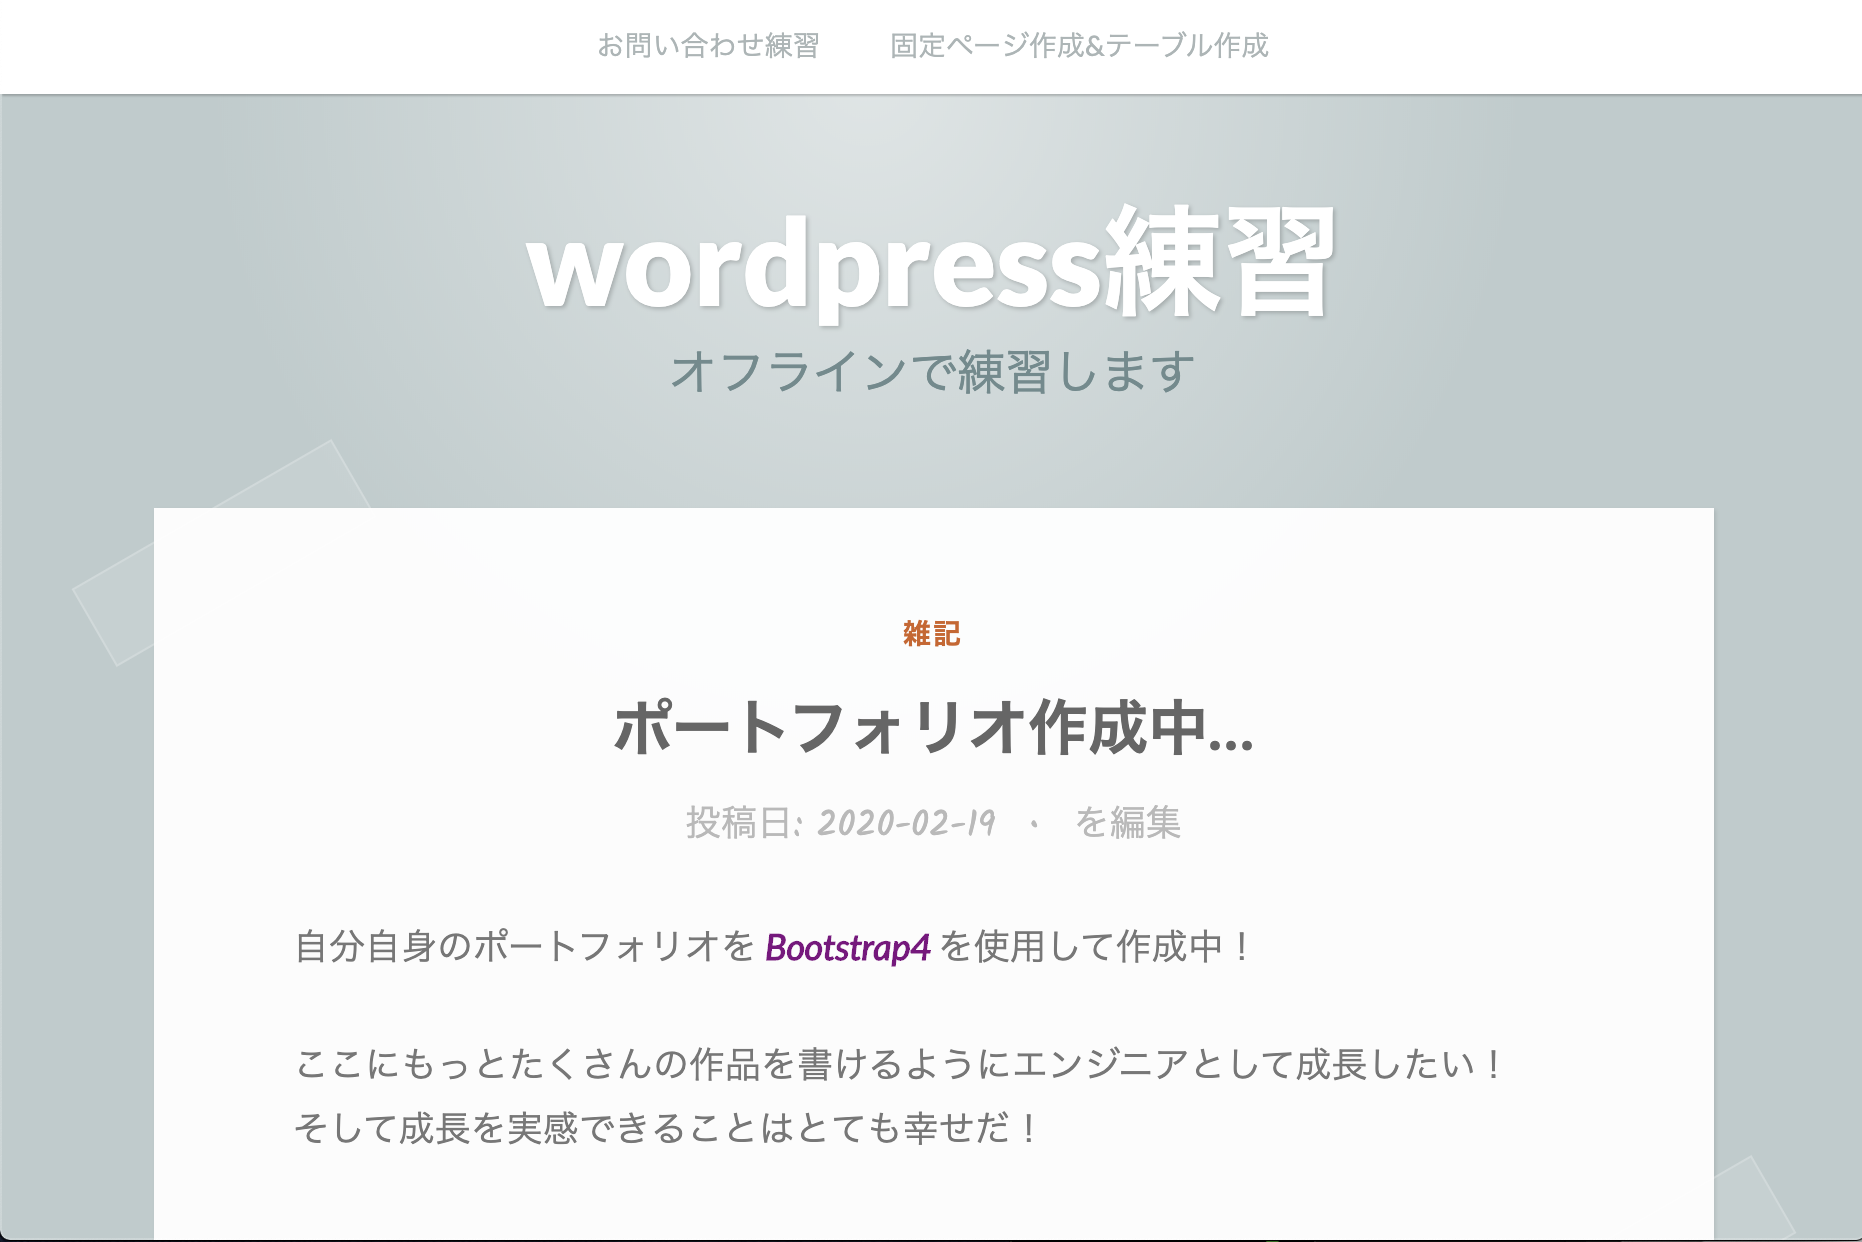 お問い合わせ練習 固定ページ作成&テーブル作成
wordpress練習
オフラインで練習します
雑記
ポートフォリオ作成中…
投稿日: 2020-02-19 · を編集
自分自身のポートフォリオを Bootstrap4 を使用して作成中！
ここにもっとたくさんの作品を書けるようにエンジニアとして成長したい！
そして成長を実感できることはとても幸せだ！